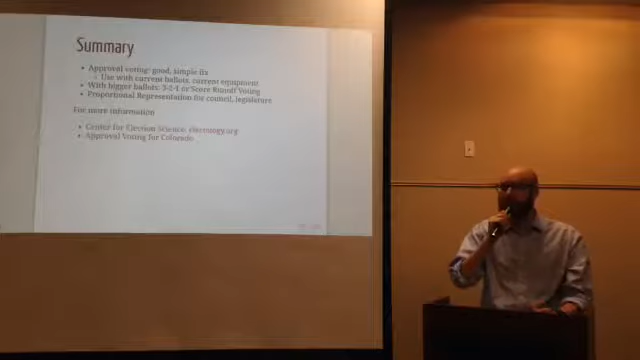 Summary
• Approval voting: good, simple fix
◦ Use with current ballots, current equipment
• With bigger ballots: 3-2-1 or Score Runoff Voting
• Proportional Representation for council, legislature
For more information
• Center for Election Science: electology.org
• Approval Voting for Colorado